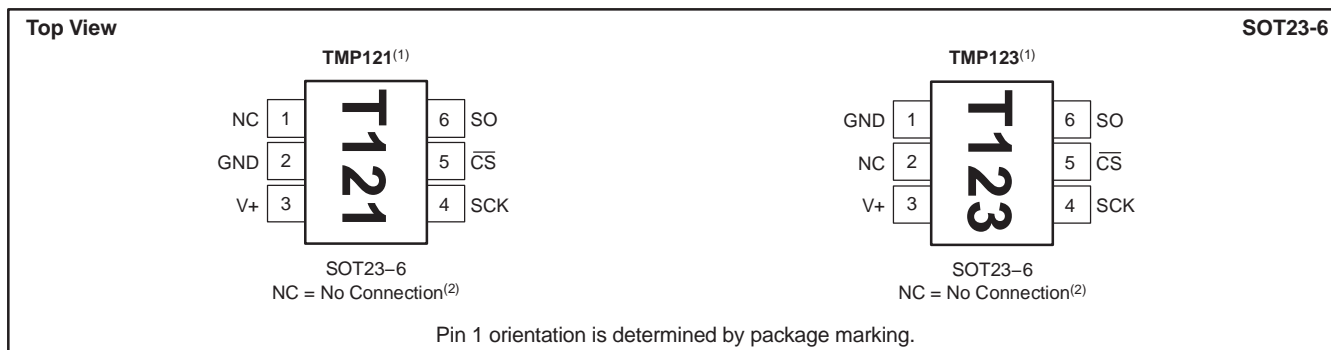 Top View SOT23-6
TMP121(1) TMP123(1)
NC 1 T121 6 SO
GND 2 5 C̅S̅
V+ 3 4 SCK
SOT23−6
NC = No Connection(2)
GND 1 T123 6 SO
NC 2 5 C̅S̅
V+ 3 4 SCK
SOT23−6
NC = No Connection(2)
Pin 1 orientation is determined by package marking.